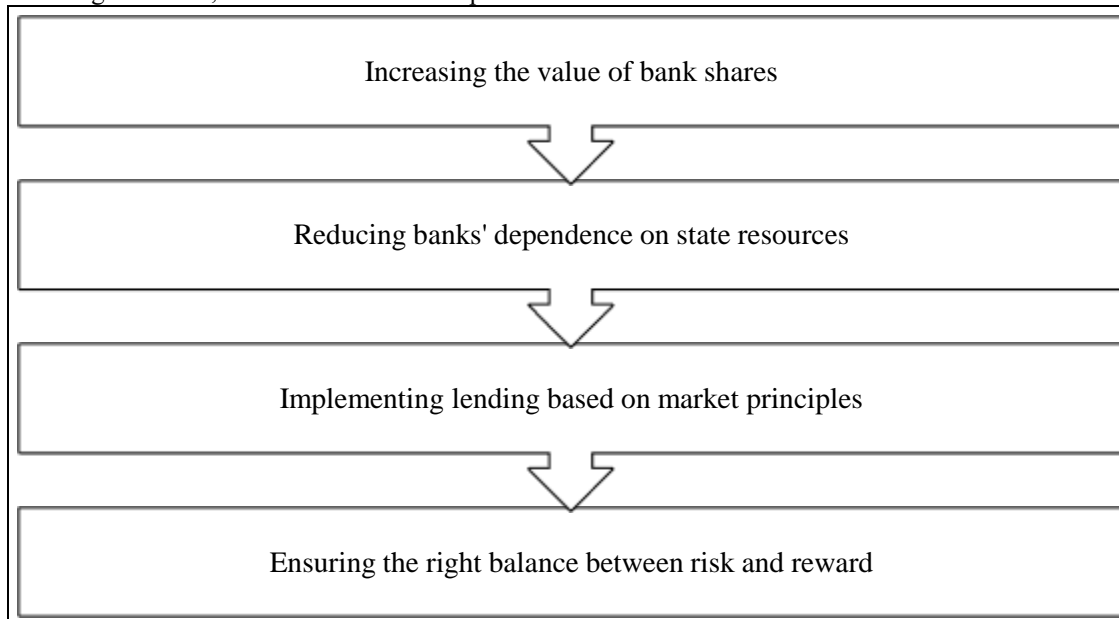 Increasing the value of bank shares
Reducing banks' dependence on state resources
Implementing lending based on market principles
Ensuring the right balance between risk and reward